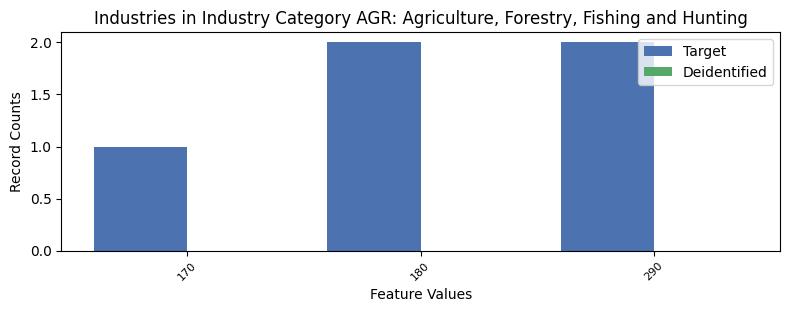 Industries in Industry Category AGR: Agriculture, Forestry, Fishing and Hunting
2.0
1.5
1.0
0.5
0.0
Record Counts
Target
Deidentified
170
180
290
Feature Values